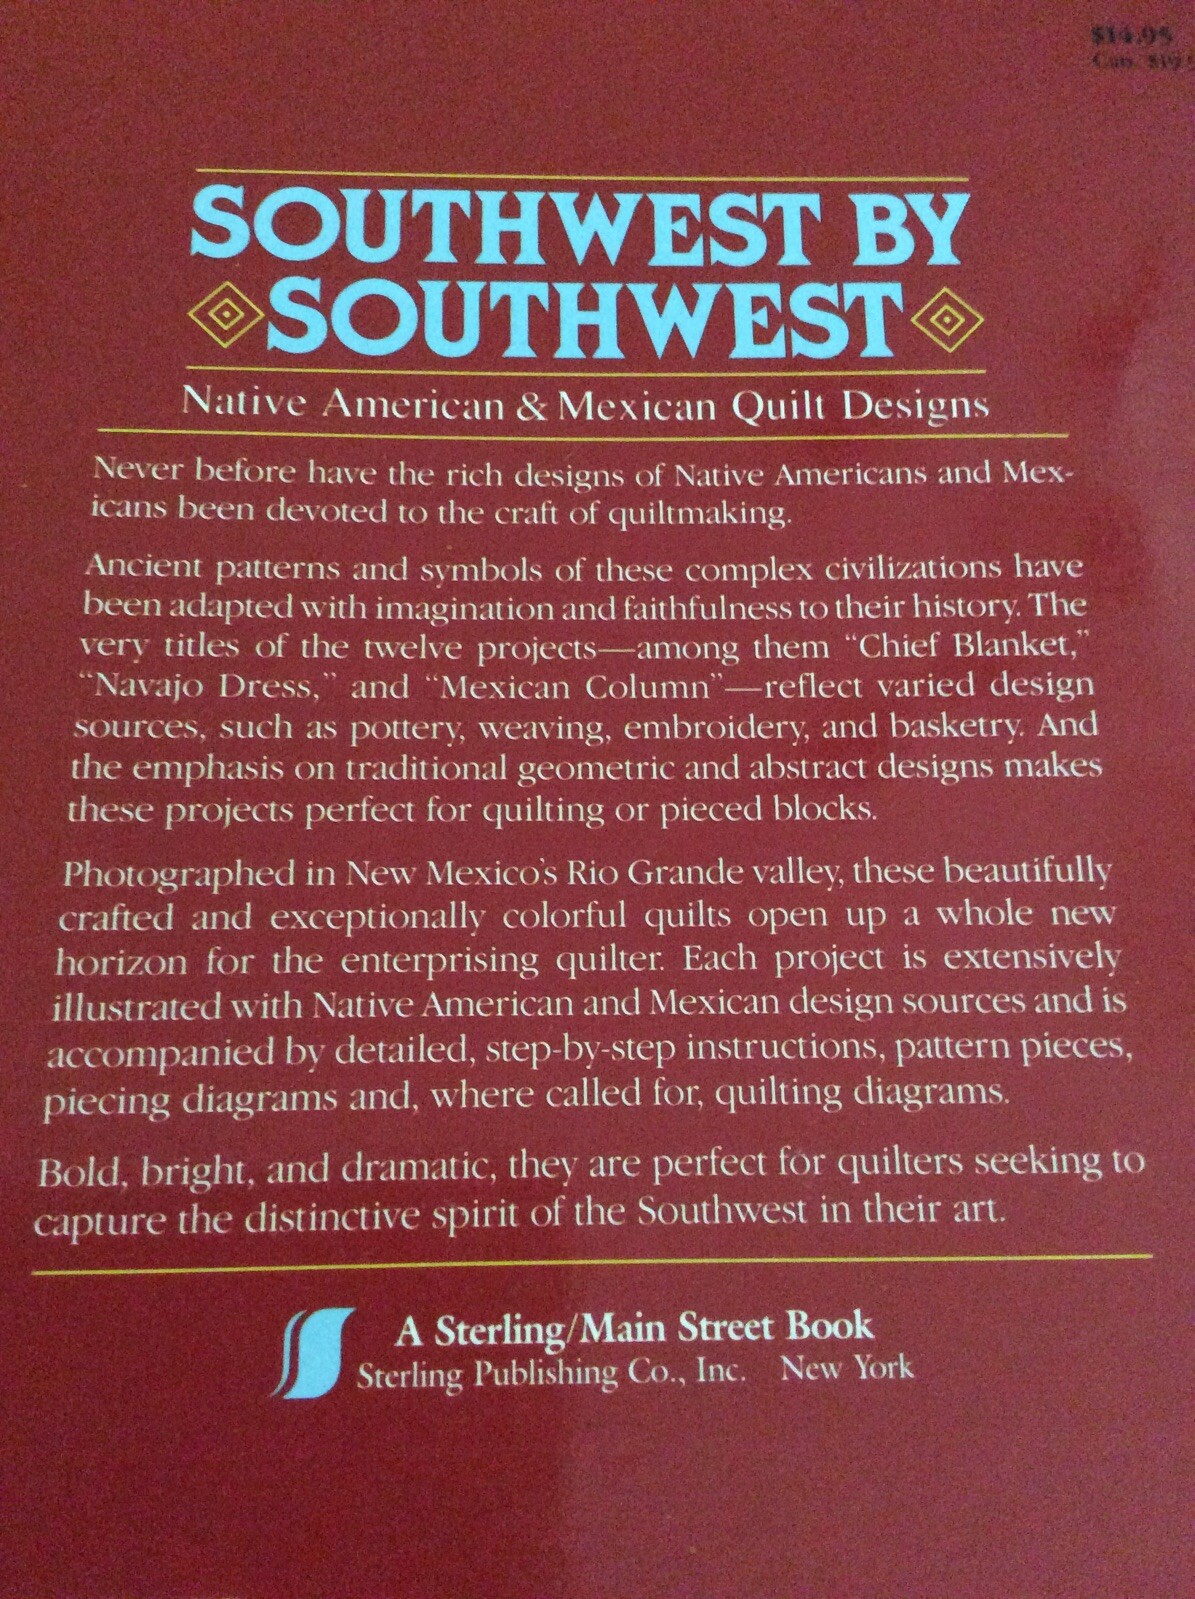 $14.95
Can.
SOUTHWEST BY
SOUTHWEST
Native American & Mexican Quilt Designs
Never before have the rich designs of Native Americans and Mex-
icans been devoted to the craft of quiltmaking.
Ancient patterns and symbols of these complex civilizations have
been adapted with imagination and faithfulness to their history. The
very titles of the twelve projects—among them “Chief Blanket,”
“Navajo Dress,” and “Mexican Column”—reflect varied design
sources, such as pottery, weaving, embroidery, and basketry. And
the emphasis on traditional geometric and abstract designs makes
these projects perfect for quilting or pieced blocks.
Photographed in New Mexico's Rio Grande valley, these beautifully
crafted and exceptionally colorful quilts open up a whole new
horizon for the enterprising quilter. Each project is extensively
illustrated with Native American and Mexican design sources and is
accompanied by detailed, step-by-step instructions, pattern pieces,
piecing diagrams and, where called for, quilting diagrams.
Bold, bright, and dramatic, they are perfect for quilters seeking to
capture the distinctive spirit of the Southwest in their art.
A Sterling/Main Street Book
Sterling Publishing Co., Inc. New York